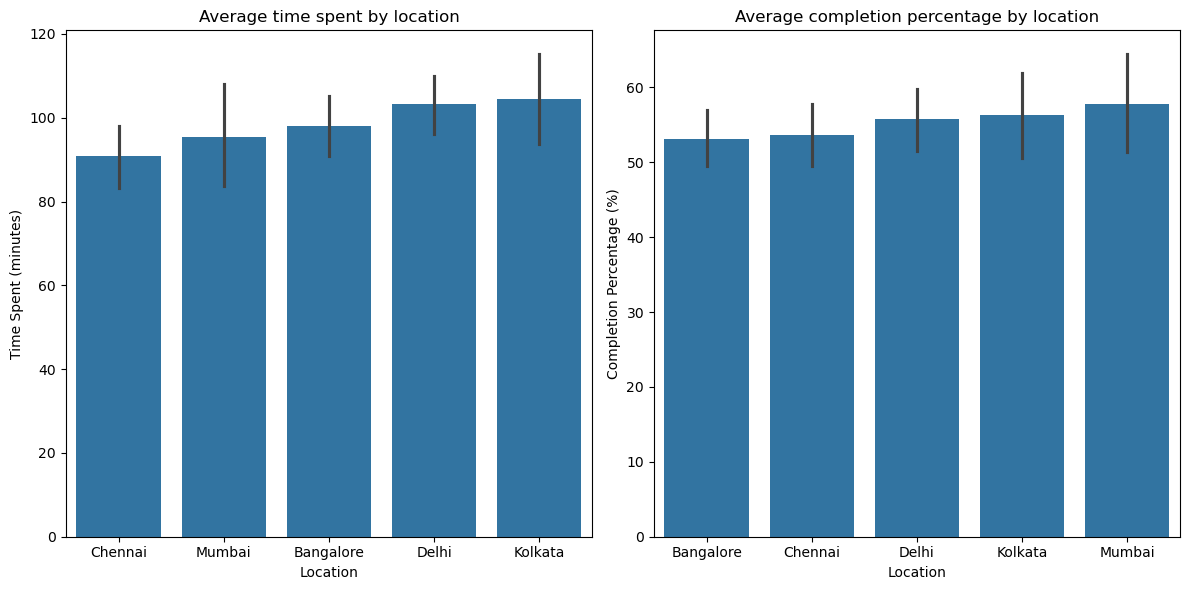 Average time spent by location
120
100
80
60
40
20
0
Time Spent (minutes)
Chennai Mumbai Bangalore Delhi Kolkata
Location
Average completion percentage by location
60
50
40
30
20
10
0
Completion Percentage (%)
Bangalore Chennai Delhi Kolkata Mumbai
Location